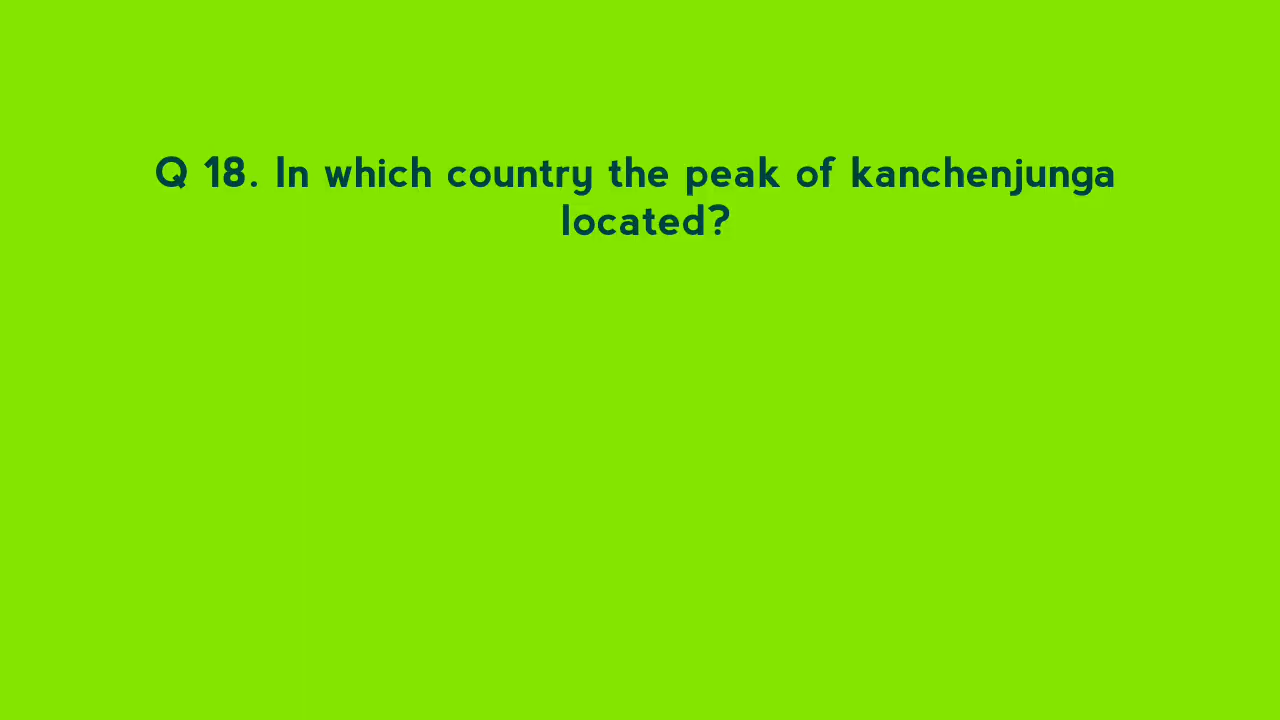 Q 18. In which country the peak of kanchenjunga
located?